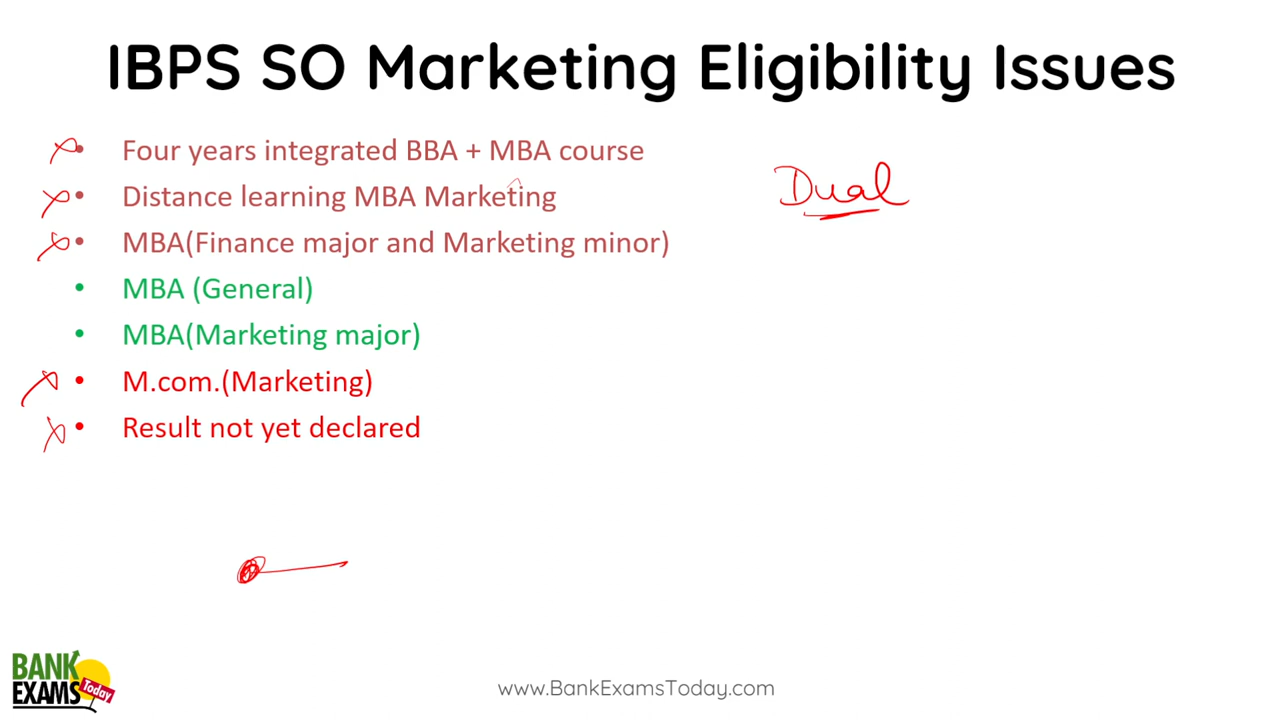 IBPS SO Marketing Eligibility Issues
• Four years integrated BBA + MBA course
• Distance learning MBA Marketing
• MBA(Finance major and Marketing minor)
• MBA (General)
• MBA(Marketing major)
• M.com.(Marketing)
• Result not yet declared
Dual
BANK
EXAMS Today
www.BankExamsToday.com